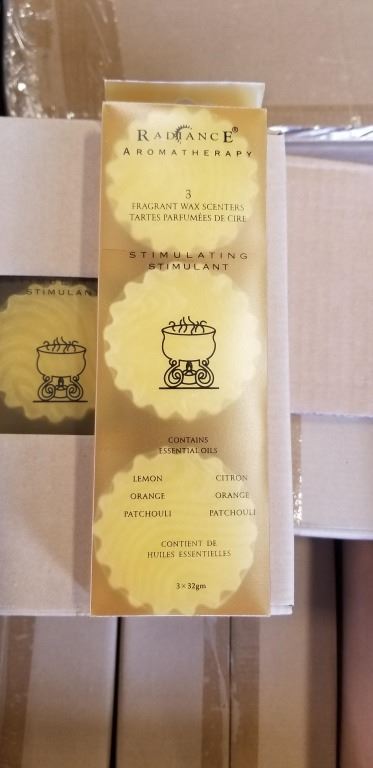 RADIANCE®
AROMATHERAPY
3
FRAGRANT WAX SCENTERS
TARTES PARFUMÉES DE CIRE
STIMULATING
STIMULANT
CONTAINS
ESSENTIAL OILS
LEMON CITRON
ORANGE ORANGE
PATCHOULI PATCHOULI
CONTIENT DE
HUILES ESSENTIELLES
3 × 32gm
STIMULAN